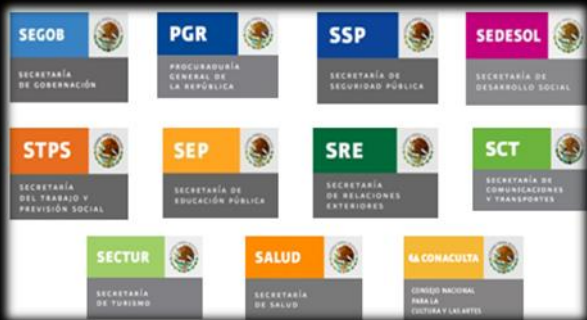 SEGOB
SECRETARÍA
DE GOBERNACIÓN
PGR
PROCURADURÍA
GENERAL DE
LA REPÚBLICA
SSP
SECRETARÍA DE
SEGURIDAD PÚBLICA
SEDESOL
SECRETARÍA DE
DESARROLLO SOCIAL
STPS
SECRETARÍA
DEL TRABAJO Y
PREVISIÓN SOCIAL
SEP
SECRETARÍA DE
EDUCACIÓN PÚBLICA
SRE
SECRETARÍA
DE RELACIONES
EXTERIORES
SCT
SECRETARÍA DE
COMUNICACIONES
Y TRANSPORTES
SECTUR
SECRETARÍA
DE TURISMO
SALUD
SECRETARÍA
DE SALUD
CONACULTA
CONSEJO NACIONAL
PARA LA
CULTURA Y LAS ARTES